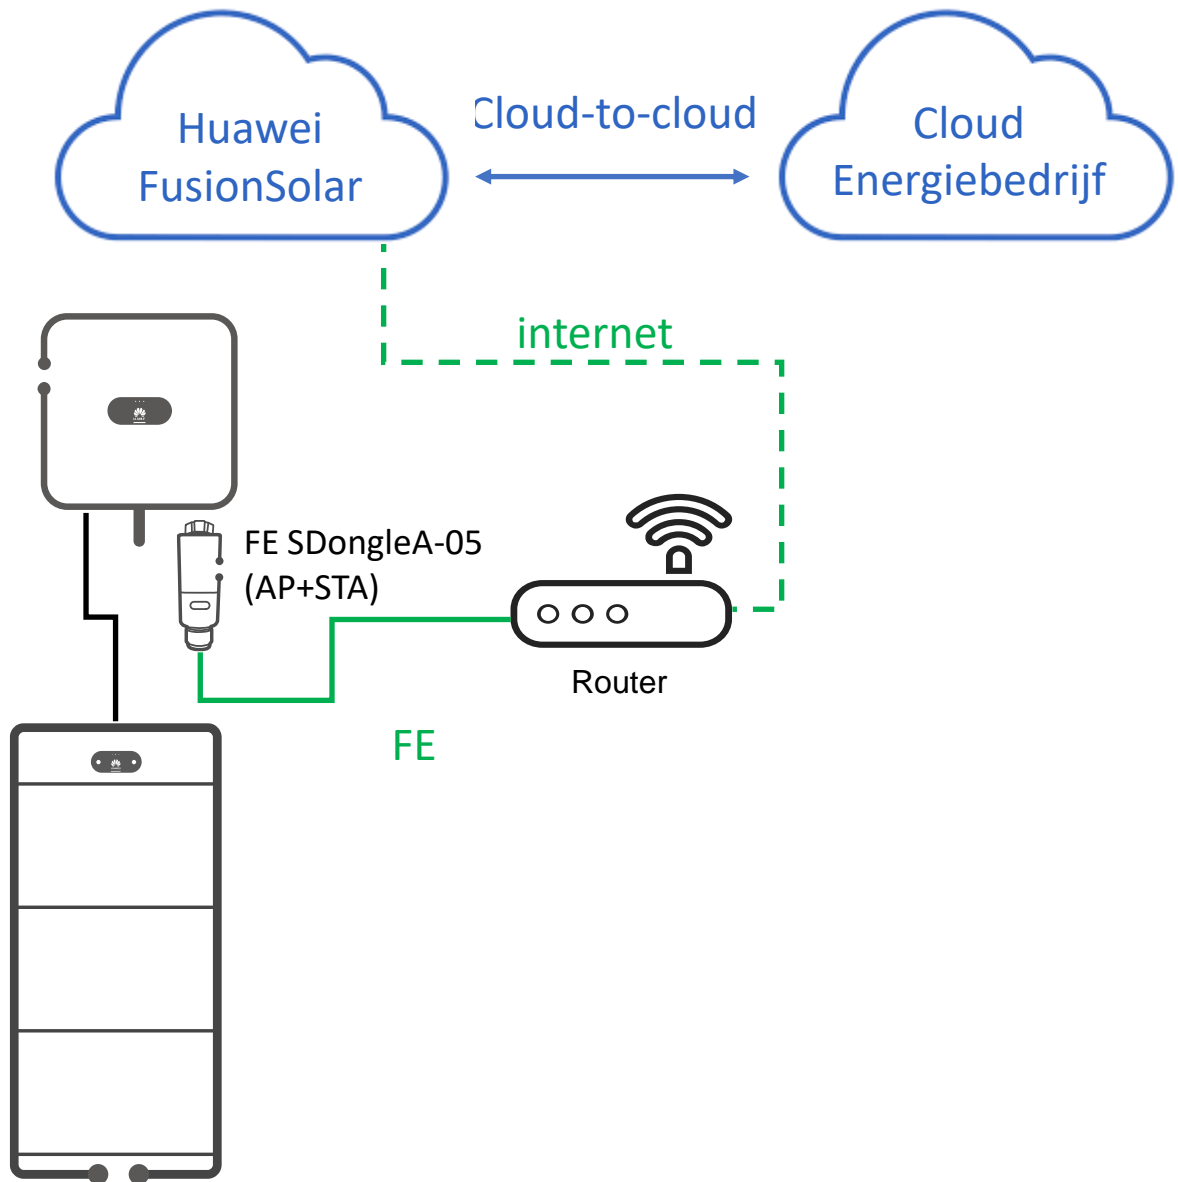 Huawei
FusionSolar
Cloud-to-cloud
Cloud
Energiebedrijf
internet
FE SDongleA-05
(AP+STA)
Router
FE